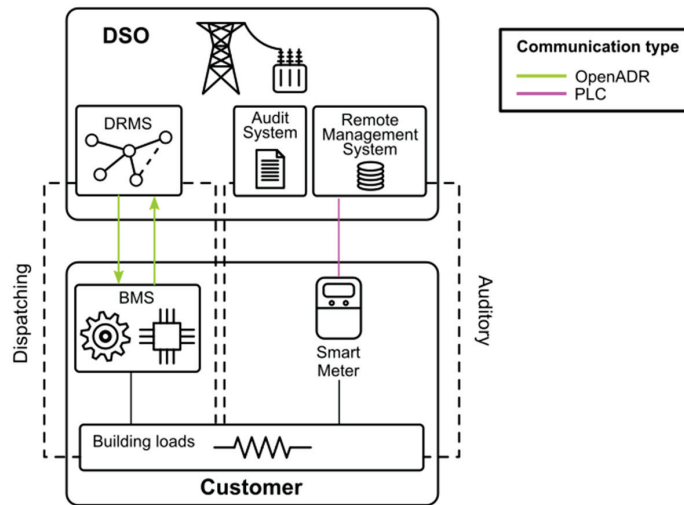 DSO
DRMS
Audit
System
Remote
Management
System
Communication type
OpenADR
PLC
Dispatching
Auditory
BMS
Smart
Meter
Building loads
Customer